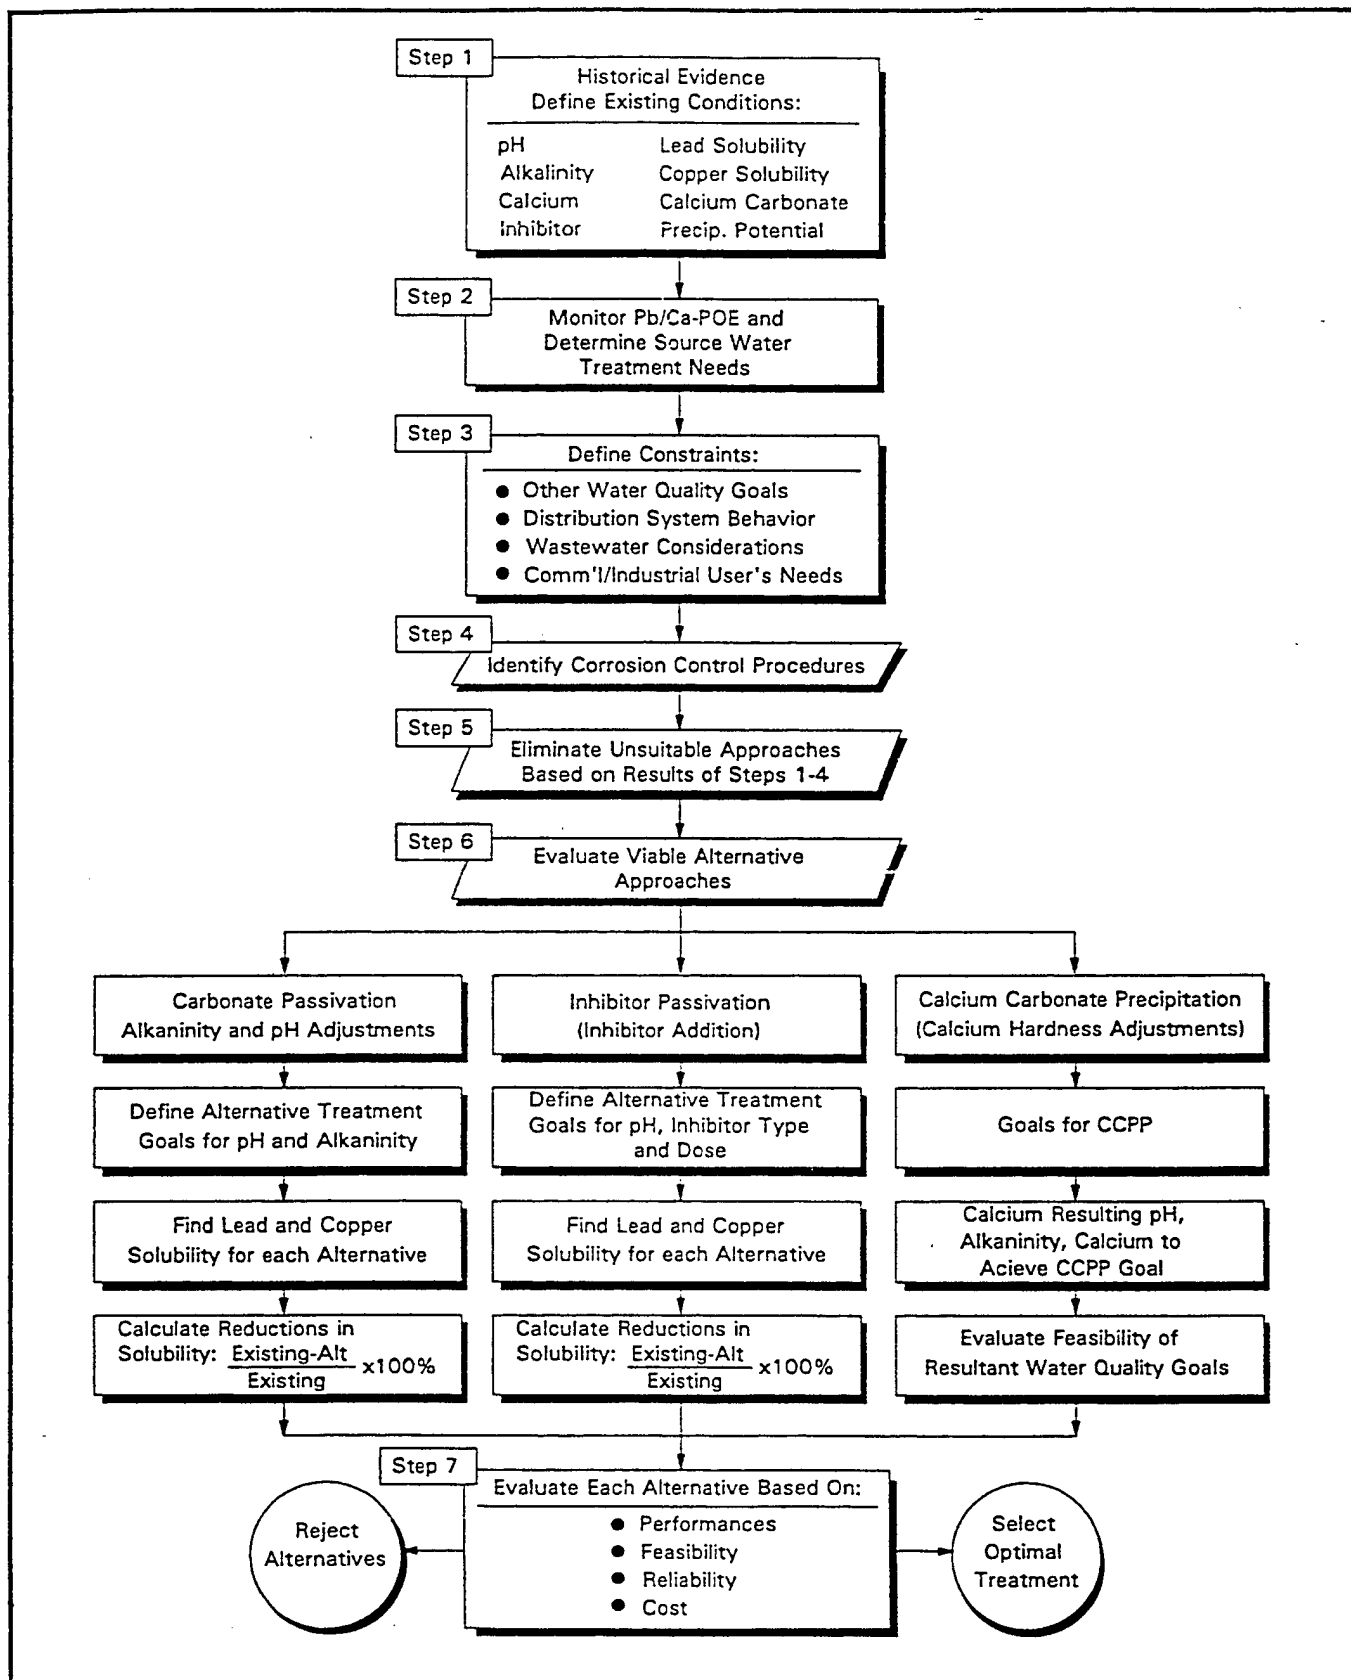 Step 1
Historical Evidence
Define Existing Conditions:
pH Lead Solubility
Alkalinity Copper Solubility
Calcium Calcium Carbonate
Inhibitor Precip. Potential
Step 2
Monitor Pb/Ca-POE and
Determine Source Water
Treatment Needs
Step 3
Define Constraints:
● Other Water Quality Goals
● Distribution System Behavior
● Wastewater Considerations
● Comm'l/Industrial User's Needs
Step 4
Identify Corrosion Control Procedures
Step 5
Eliminate Unsuitable Approaches
Based on Results of Steps 1-4
Step 6
Evaluate Viable Alternative
Approaches
Carbonate Passivation
Alkaninity and pH Adjustments
Define Alternative Treatment
Goals for pH and Alkaninity
Find Lead and Copper
Solubility for each Alternative
Calculate Reductions in
Solubility: Existing-Alt x100%
Existing
Inhibitor Passivation
(Inhibitor Addition)
Define Alternative Treatment
Goals for pH, Inhibitor Type
and Dose
Find Lead and Copper
Solubility for each Alternative
Calculate Reductions in
Solubility: Existing-Alt x100%
Existing
Calcium Carbonate Precipitation
(Calcium Hardness Adjustments)
Goals for CCPP
Calcium Resulting pH,
Alkaninity, Calcium to
Acieve CCPP Goal
Evaluate Feasibility of
Resultant Water Quality Goals
Step 7
Evaluate Each Alternative Based On:
● Performances
● Feasibility
● Reliability
● Cost
Reject
Alternatives
Select
Optimal
Treatment